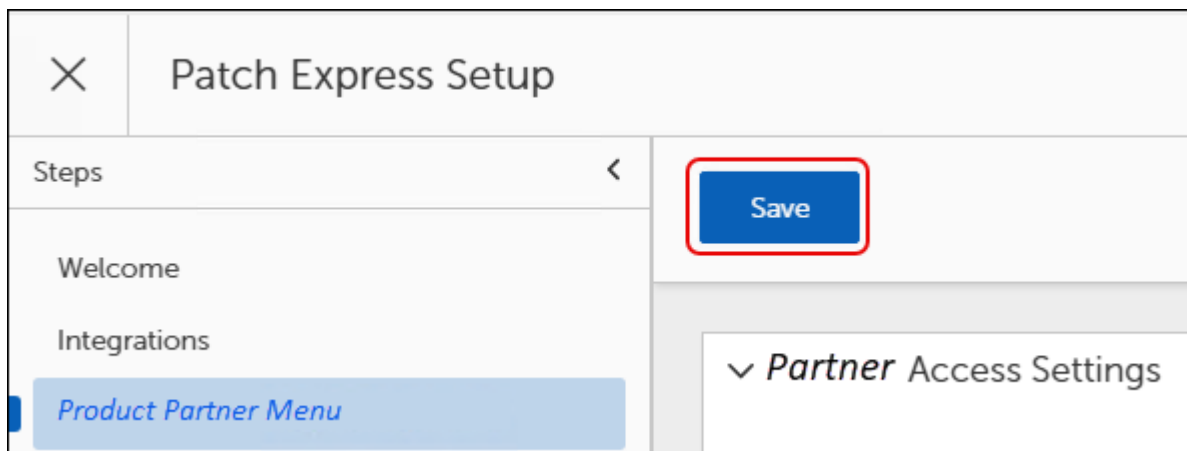 Patch Express Setup
Steps
Save
Welcome
Integrations
Product Partner Menu
Partner Access Settings